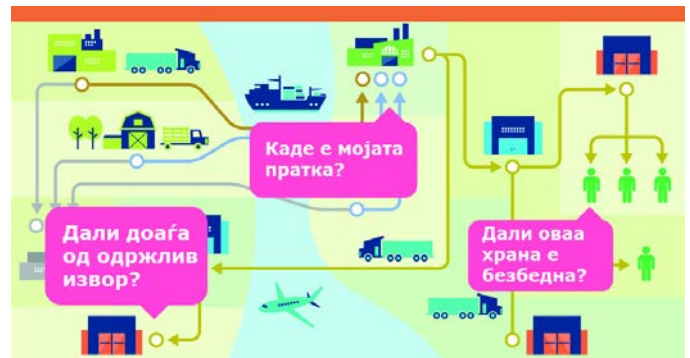 Каде е мојата
пратка?
Дали доаѓа
од одржлив
извор?
Дали оваа
храна е
безбедна?